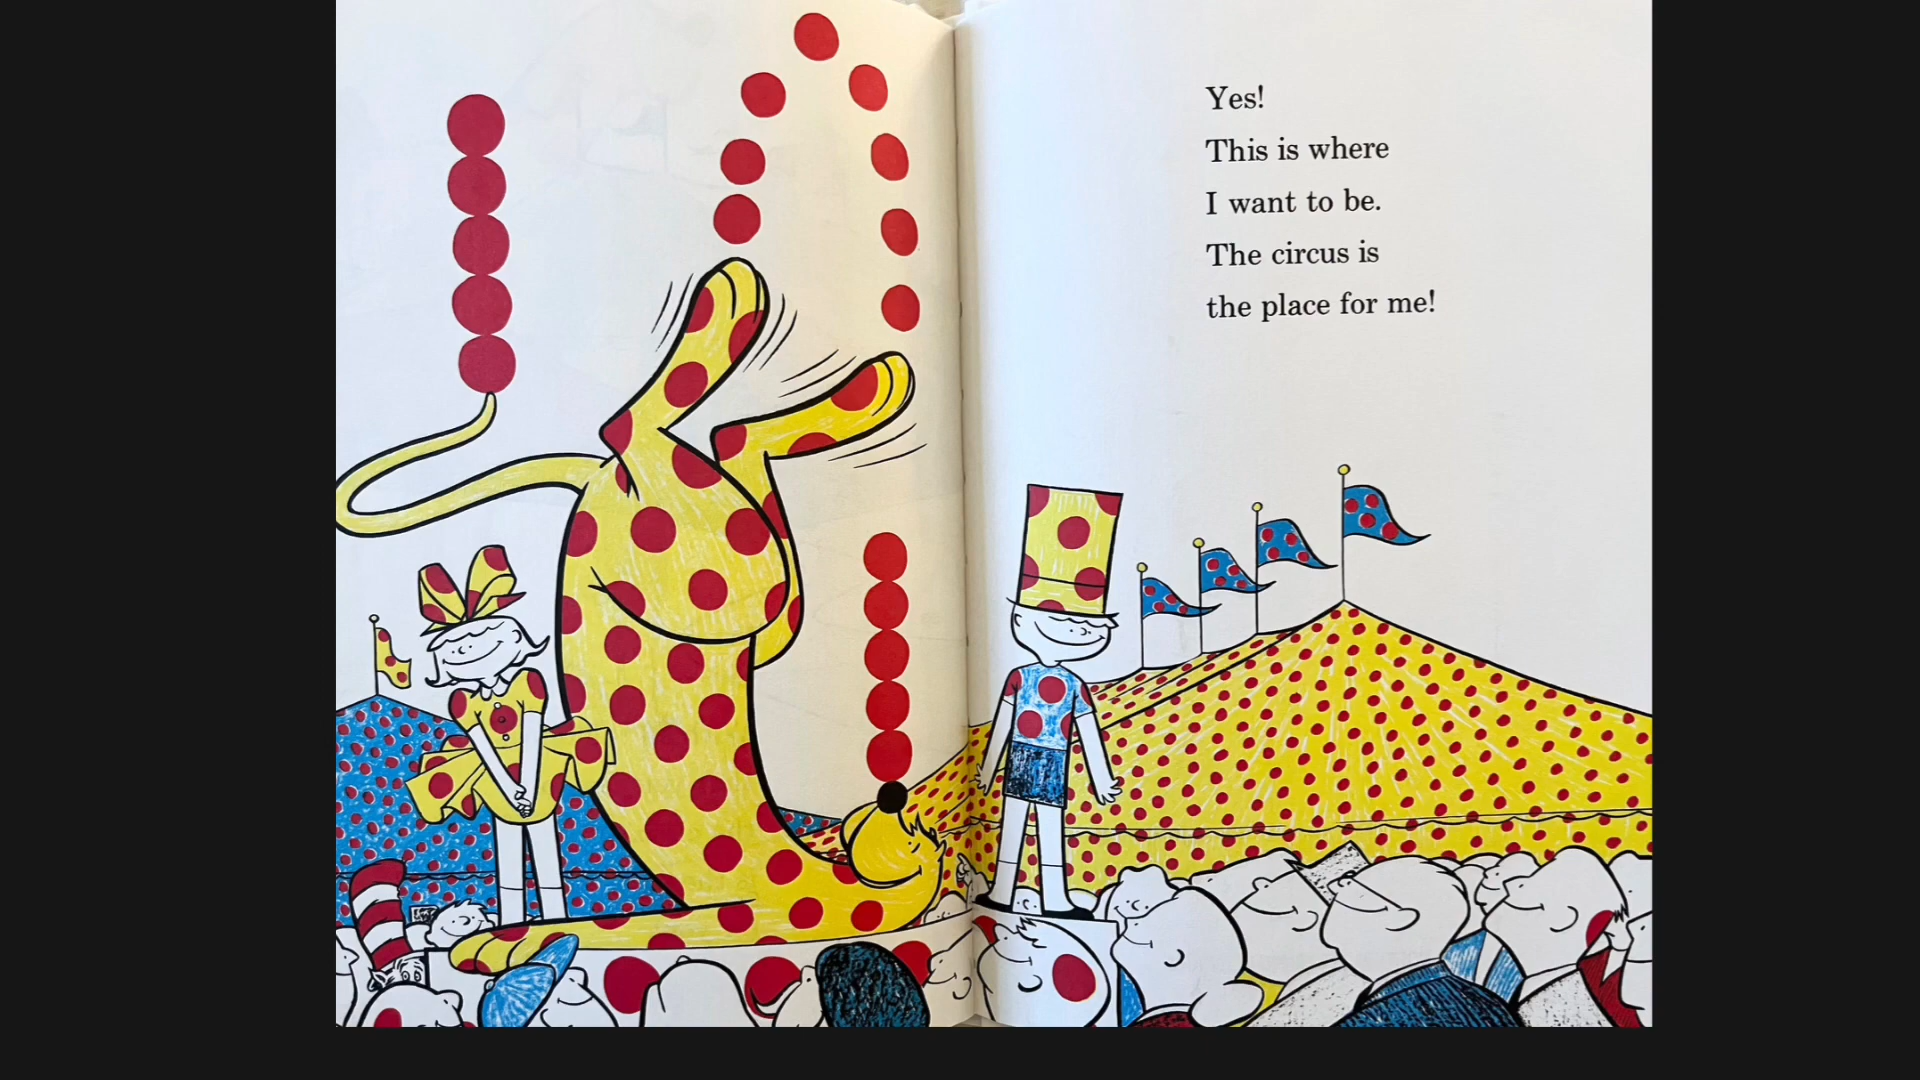 Yes!
This is where
I want to be.
The circus is
the place for me!